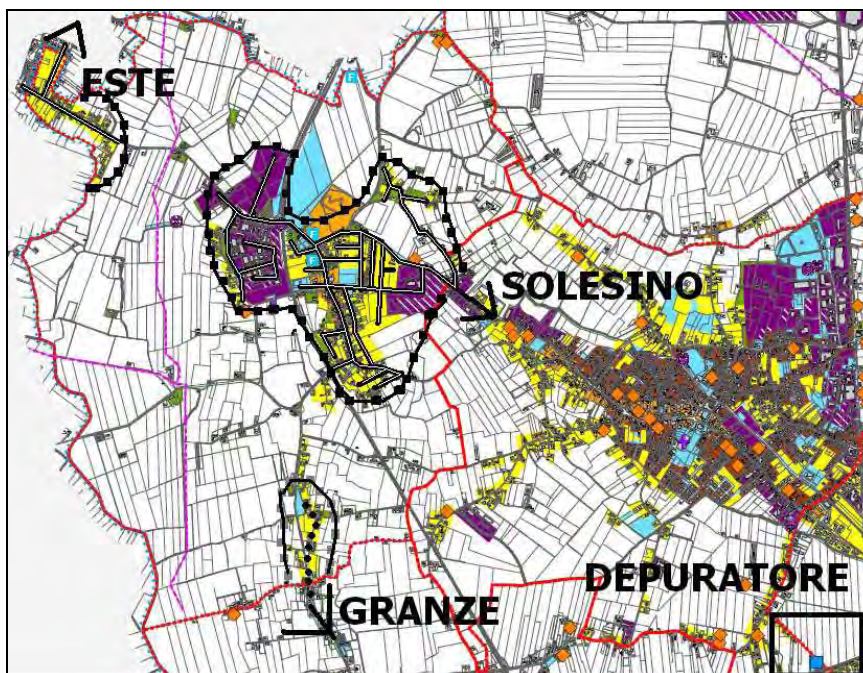 ESTE
F
F
F
SOLESINO
DEPURATORE
GRANZE